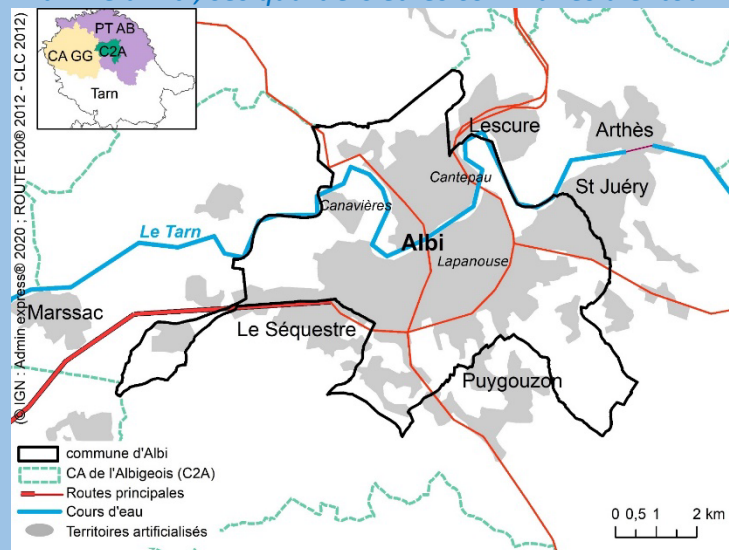 PT AB
C2A
CA GG
Tarn
(© IGN : Admin express® 2020 ; ROUTE120® 2012 - CLC 2012)
Lescure
Arthès
Cantepau
St Juéry
Canavières
Le Tarn
Albi
Lapanouse
Marssac
Le Séquestre
Puygouzon
commune d'Albi
CA de l'Albigeois (C2A)
Routes principales
Cours d'eau
Territoires artificialisés
0 0,5 1 2 km